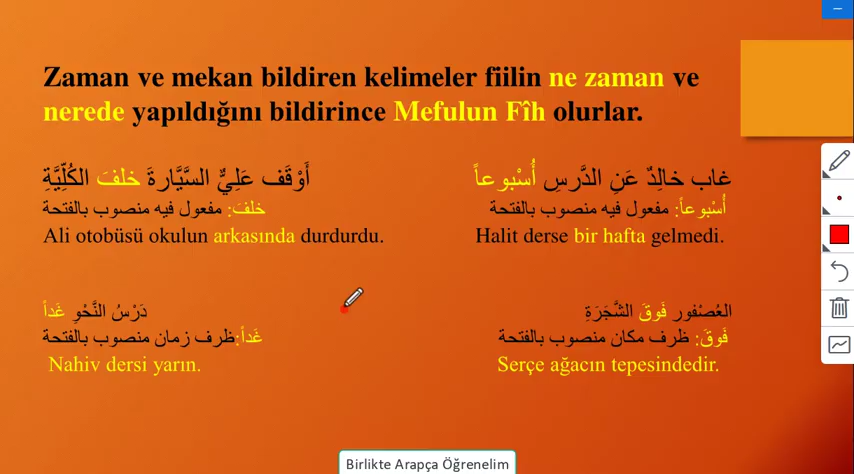 Zaman ve mekan bildiren kelimeler fiilin ne zaman ve
nerede yapıldığını bildirince Mefulun Fîh olurlar.
غاب خالِدٌ عَنِ الدَّرسِ أُسْبوعاً
أُسْبوعاً: مفعول فيه منصوب بالفتحة
Halit derse bir hafta gelmedi.
أَوْقَف عَلِيٌّ السَّيَّارةَ خلفَ الكُلِّيَّةِ
خلفَ: مفعول فيه منصوب بالفتحة
Ali otobüsü okulun arkasında durdurdu.
العُصْفور فَوقَ الشَّجَرَةِ
فَوقَ: ظرف مكان منصوب بالفتحة
Serçe ağacın tepesindedir.
دَرْسُ النَّحْوِ غَداً
غَداً:ظرف زمان منصوب بالفتحة
Nahiv dersi yarın.
Birlikte Arapça Öğrenelim